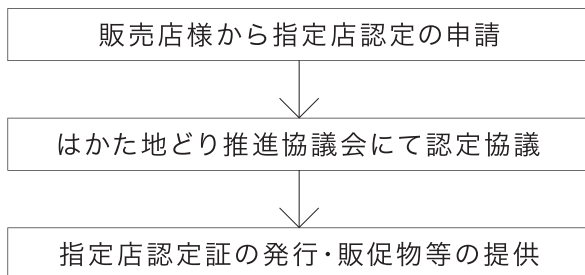 販売店様から指定店認定の申請
はかた地どり推進協議会にて認定協議
指定店認定証の発行・販促物等の提供